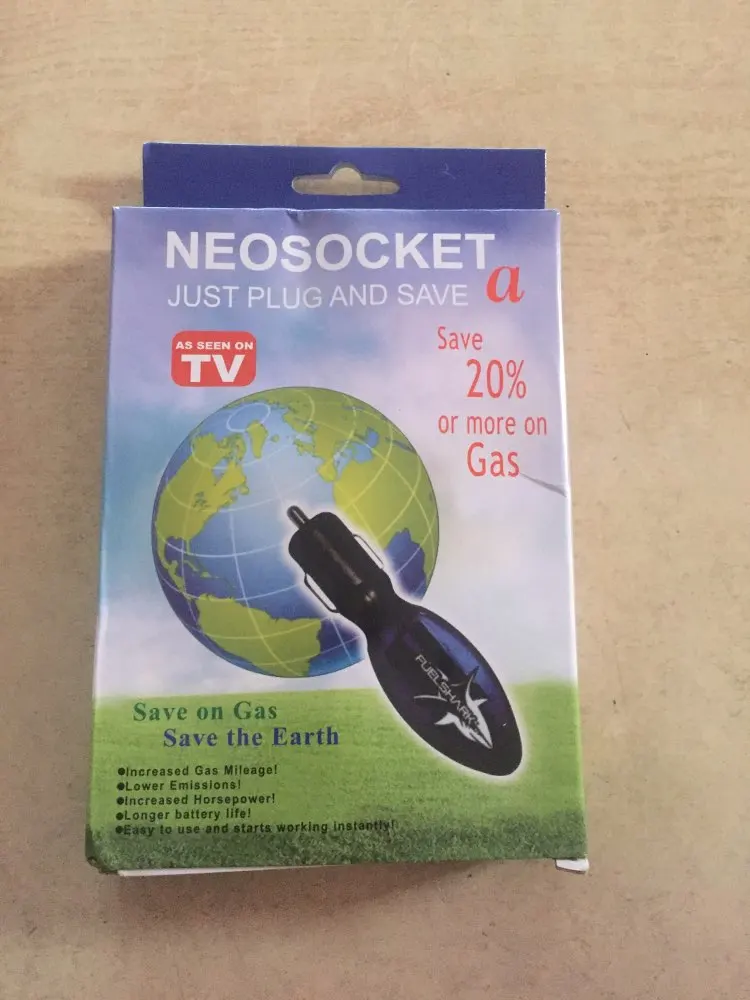 NEOSOCKET
a
JUST PLUG AND SAVE
AS SEEN ON
TV
Save
20%
or more on
Gas
FUELSHARK
Save on Gas
Save the Earth
●Increased Gas Mileage!
●Lower Emissions!
●Increased Horsepower!
●Longer battery life!
●Easy to use and starts working instantly!